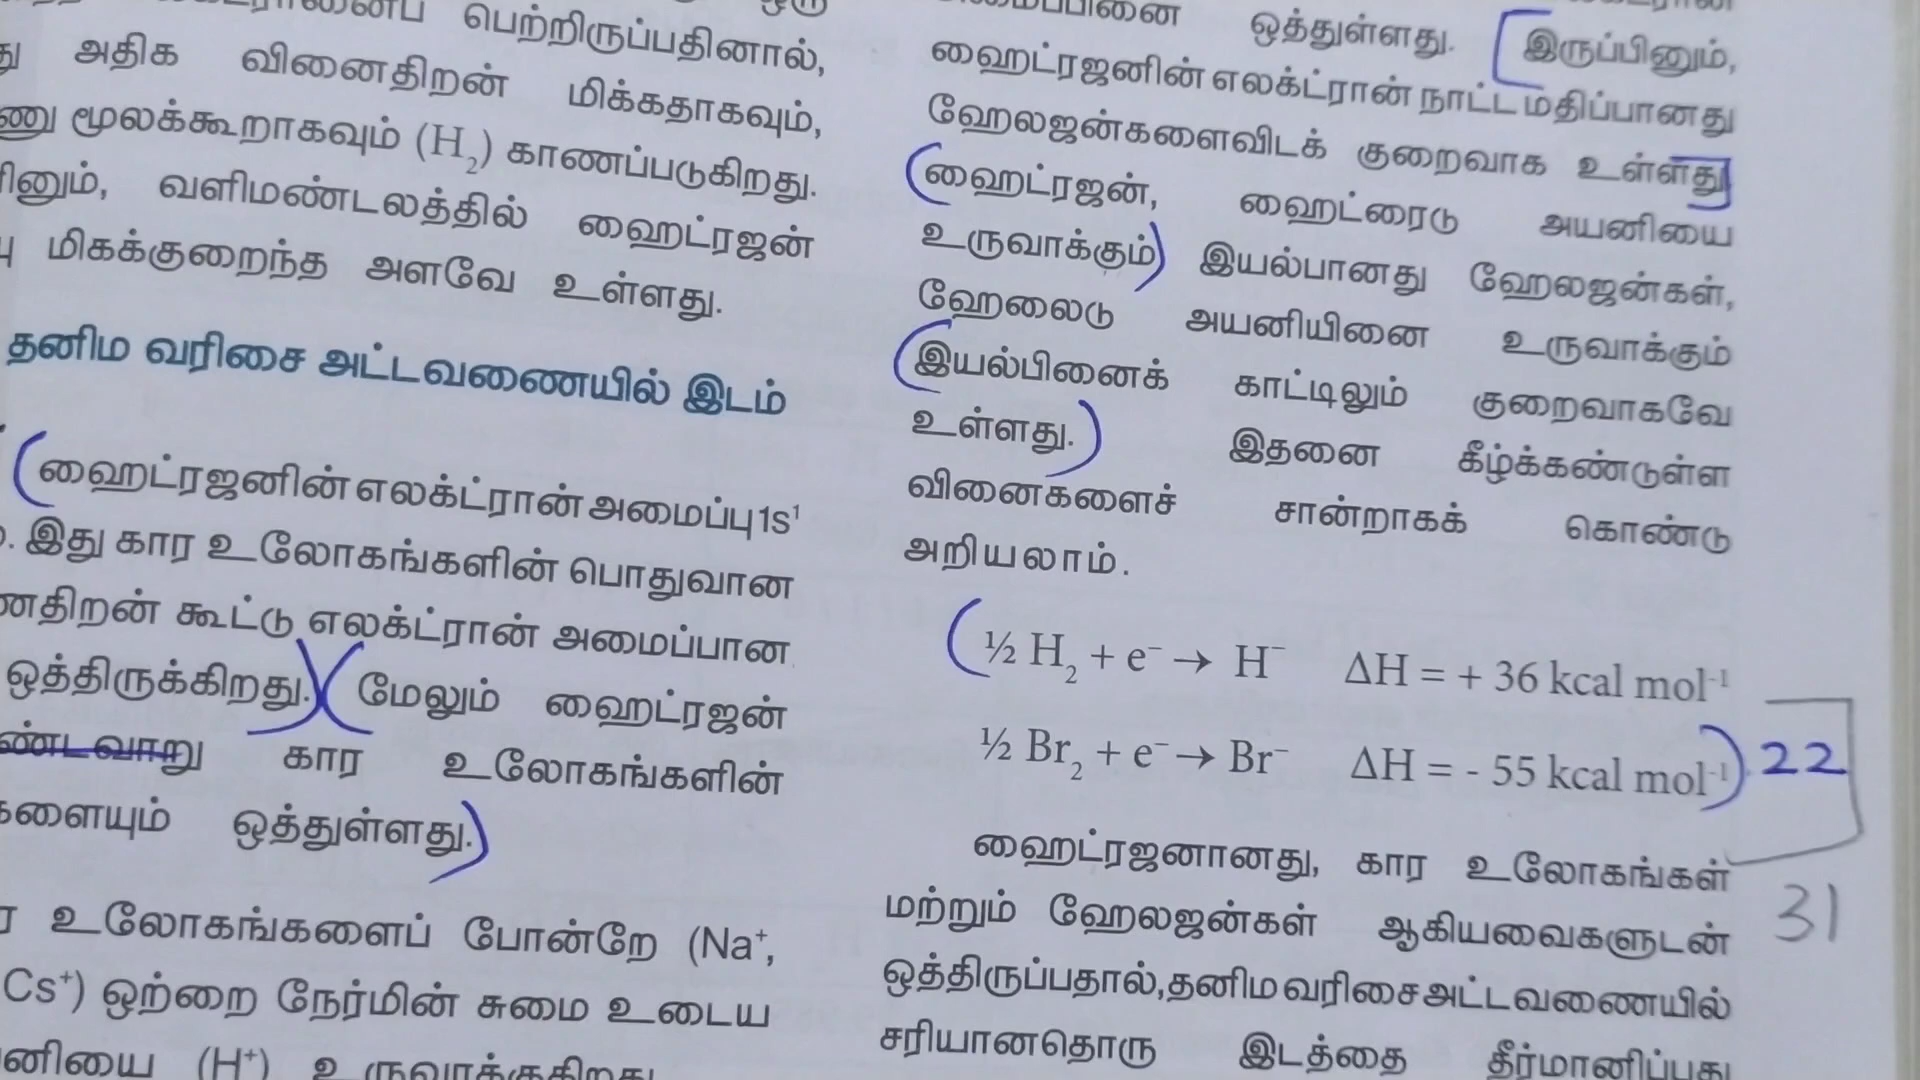 பெற்றிருப்பதினால்,
அதிக வினைதிறன் மிக்கதாகவும்,
மூலக்கூறாகவும் (H₂) காணப்படுகிறது.
வளிமண்டலத்தில் ஹைட்ரஜன்
மிகக்குறைந்த அளவே உள்ளது.
தனிம வரிசை அட்டவணையில் இடம்
(ஹைட்ரஜனின் எலக்ட்ரான் அமைப்பு 1s¹
இது கார உலோகங்களின் பொதுவான
கூட்டு எலக்ட்ரான் அமைப்பான
ஒத்திருக்கிறது.)(மேலும் ஹைட்ரஜன்
கார உலோகங்களின்
ஒத்துள்ளது.)
உலோகங்களைப் போன்றே (Na⁺,
Cs⁺) ஒற்றை நேர்மின் சுமை உடைய
(H⁺) உருவாக்குகிறது.
ஒத்துள்ளது. [இருப்பினும்,
ஹைட்ரஜனின் எலக்ட்ரான் நாட்ட மதிப்பானது
ஹேலஜன்களைவிடக் குறைவாக உள்ளது]
(ஹைட்ரஜன், ஹைட்ரைடு அயனியை
உருவாக்கும்) இயல்பானது ஹேலஜன்கள்,
ஹேலைடு அயனியினை உருவாக்கும்
(இயல்பினைக் காட்டிலும் குறைவாகவே
உள்ளது.) இதனை கீழ்க்கண்டுள்ள
வினைகளைச் சான்றாகக் கொண்டு
அறியலாம்.
(½ H₂ + e⁻ → H⁻ ΔH = + 36 kcal mol⁻¹
½ Br₂ + e⁻ → Br⁻ ΔH = - 55 kcal mol⁻¹) 22
ஹைட்ரஜனானது, கார உலோகங்கள்
மற்றும் ஹேலஜன்கள் ஆகியவைகளுடன் 31
ஒத்திருப்பதால்,தனிம வரிசை அட்டவணையில்
சரியானதொரு இடத்தை தீர்மானிப்பது